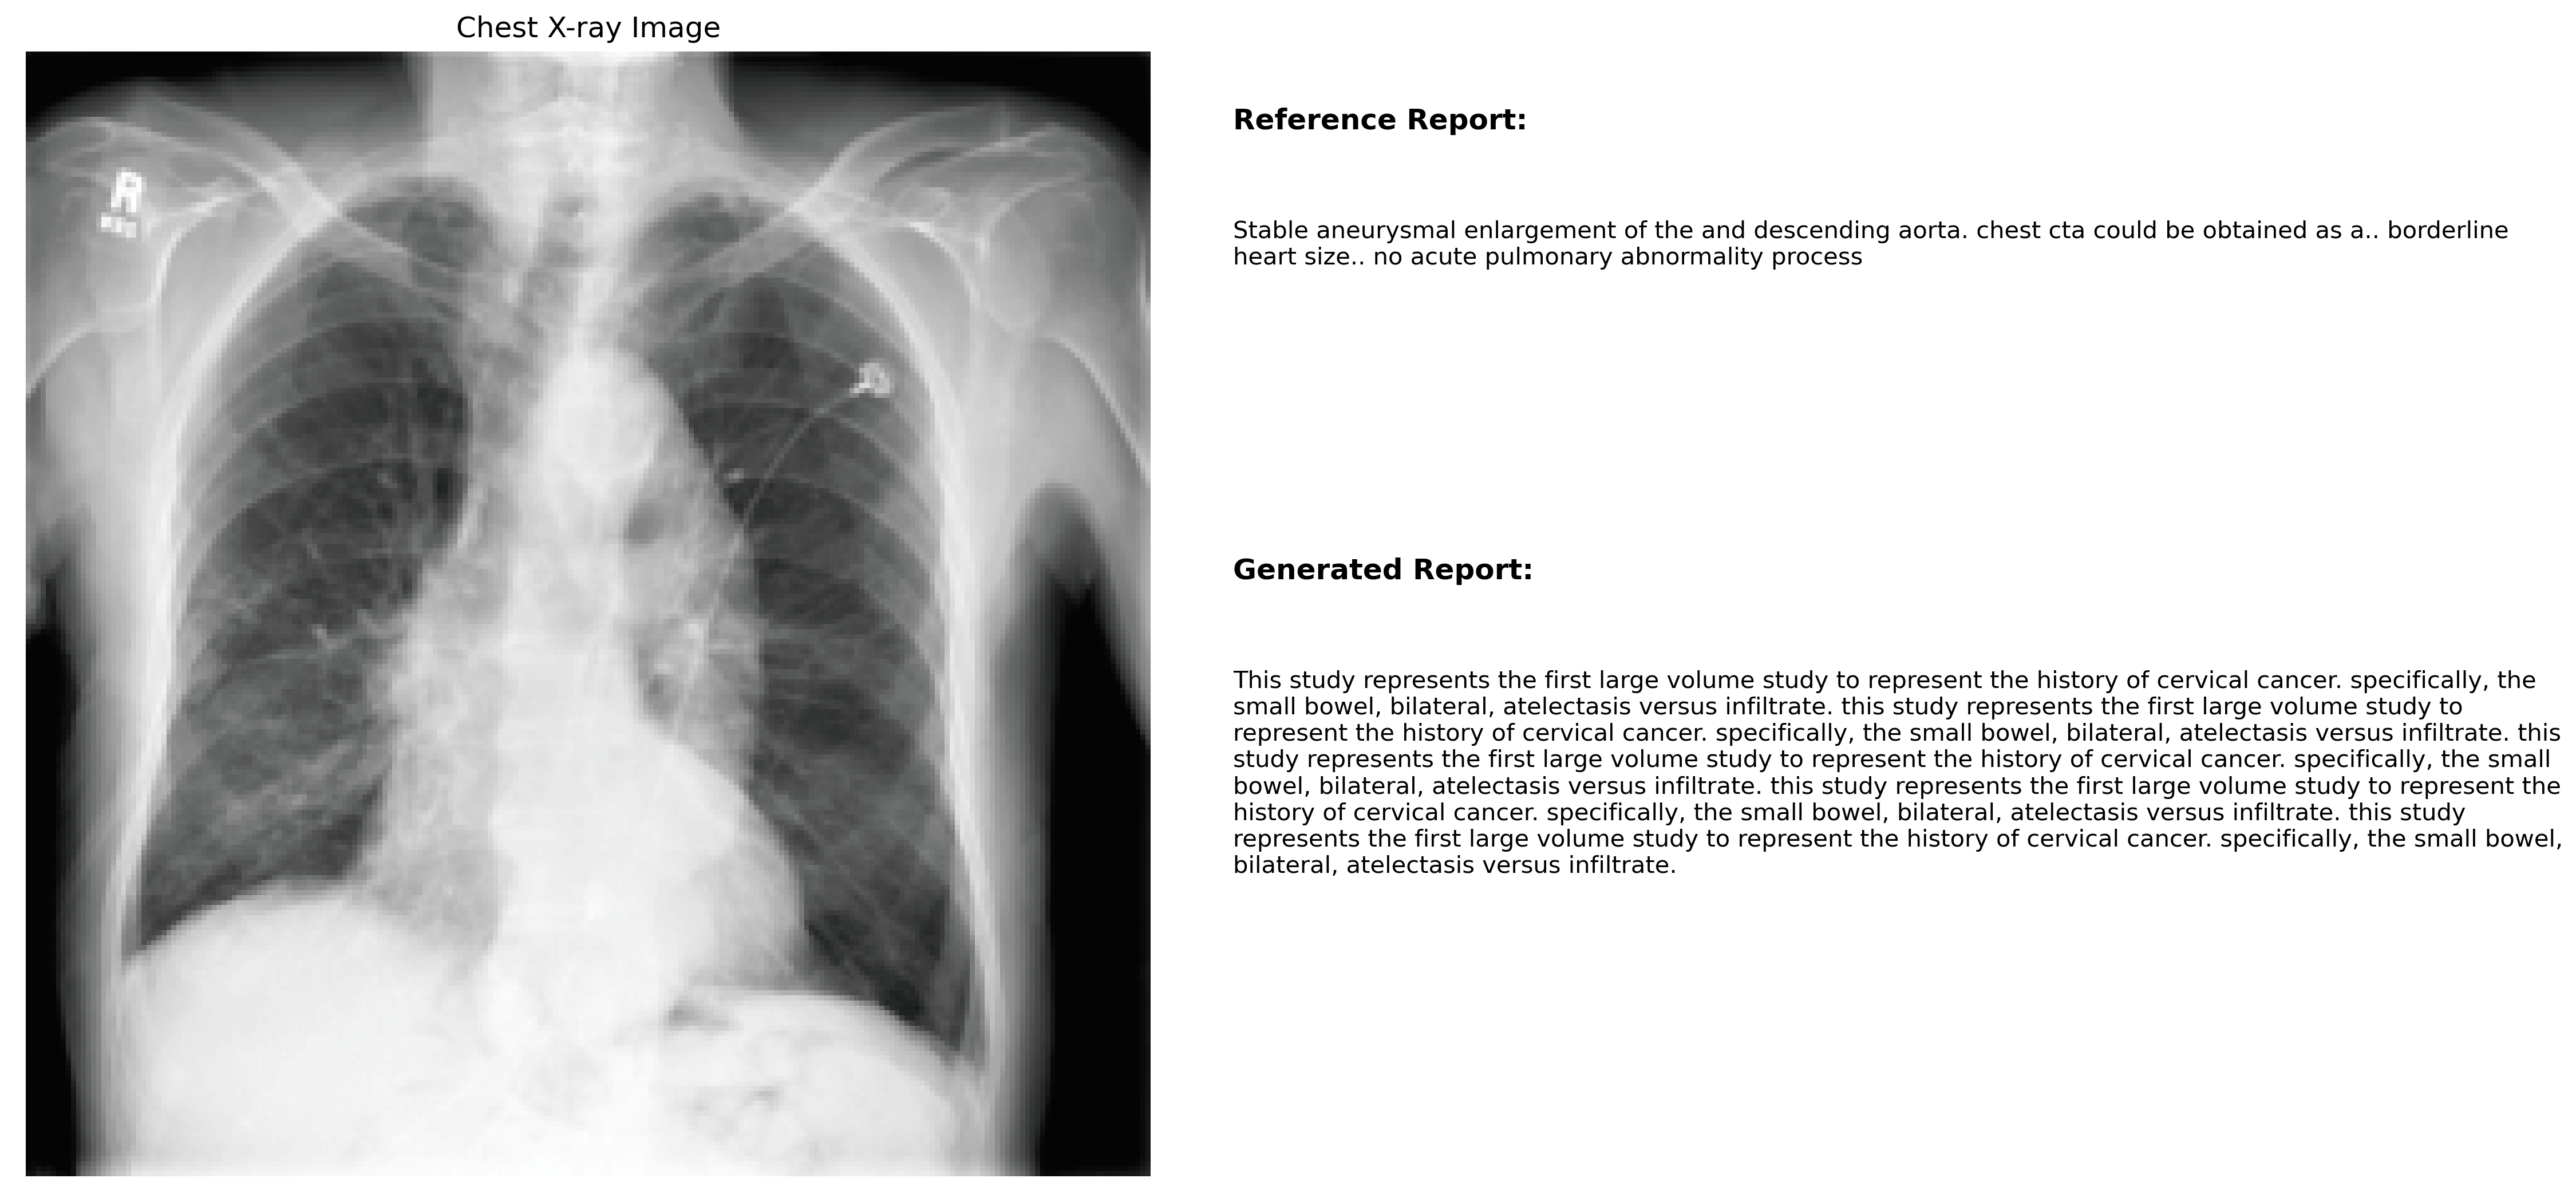 Chest X-ray Image
R
Reference Report:
Stable aneurysmal enlargement of the and descending aorta. chest cta could be obtained as a.. borderline
heart size.. no acute pulmonary abnormality process
Generated Report:
This study represents the first large volume study to represent the history of cervical cancer. specifically, the
small bowel, bilateral, atelectasis versus infiltrate. this study represents the first large volume study to
represent the history of cervical cancer. specifically, the small bowel, bilateral, atelectasis versus infiltrate. this
study represents the first large volume study to represent the history of cervical cancer. specifically, the small
bowel, bilateral, atelectasis versus infiltrate. this study represents the first large volume study to represent the
history of cervical cancer. specifically, the small bowel, bilateral, atelectasis versus infiltrate. this study
represents the first large volume study to represent the history of cervical cancer. specifically, the small bowel,
bilateral, atelectasis versus infiltrate.